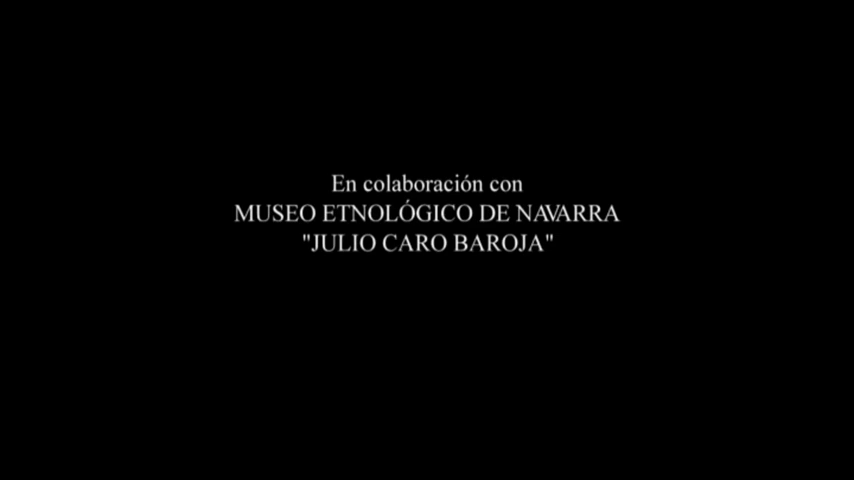 En colaboración con
MUSEO ETNOLÓGICO DE NAVARRA
"JULIO CARO BAROJA"